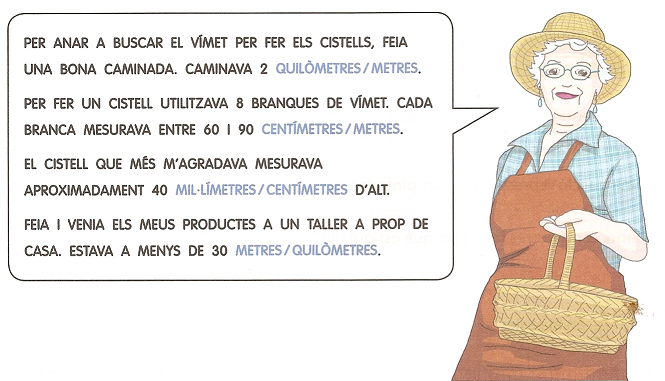 PER ANAR A BUSCAR EL VÍMET PER FER ELS CISTELLS, FEIA
UNA BONA CAMINADA. CAMINAVA 2 QUILÒMETRES/METRES.
PER FER UN CISTELL UTILITZAVA 8 BRANQUES DE VÍMET. CADA
BRANCA MESURAVA ENTRE 60 I 90 CENTÍMETRES/METRES.
EL CISTELL QUE MÉS M'AGRADAVA MESURAVA
APROXIMADAMENT 40 MIL·LÍMETRES/CENTÍMETRES D'ALT.
FEIA I VENIA ELS MEUS PRODUCTES A UN TALLER A PROP DE
CASA. ESTAVA A MENYS DE 30 METRES/QUILÒMETRES.